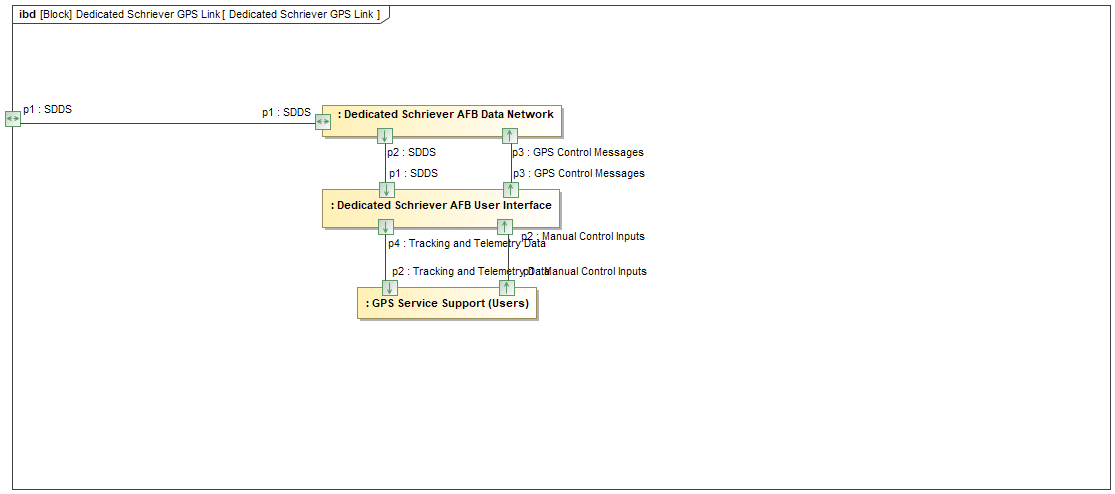 ibd [Block] Dedicated Schriever GPS Link [ Dedicated Schriever GPS Link ]
p1 : SDDS
p1 : SDDS
: Dedicated Schriever AFB Data Network
p2 : SDDS
p3 : GPS Control Messages
p1 : SDDS
p3 : GPS Control Messages
: Dedicated Schriever AFB User Interface
p2 : Manual Control Inputs
p4 : Tracking and Telemetry Data
p2 : Tracking and Telemetry Data
: Manual Control Inputs
: GPS Service Support (Users)